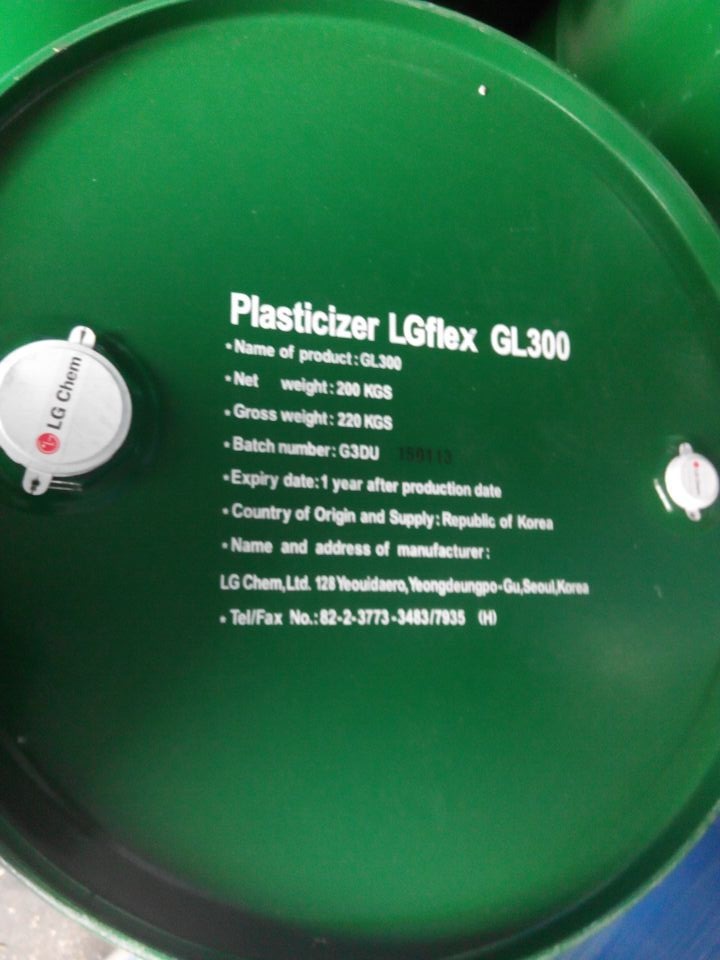 Plasticizer LGflex GL300
• Name of product : GL300
• Net weight : 200 KGS
• Gross weight : 220 KGS
• Batch number : G3DU 150113
• Expiry date : 1 year after production date
• Country of Origin and Supply : Republic of Korea
• Name and address of manufacturer :
LG Chem, Ltd. 128 Yeouidaero, Yeongdeungpo-Gu, Seoul, Korea
• Tel/Fax No. : 82-2-3773-3483/7935 (H)
LG Chem